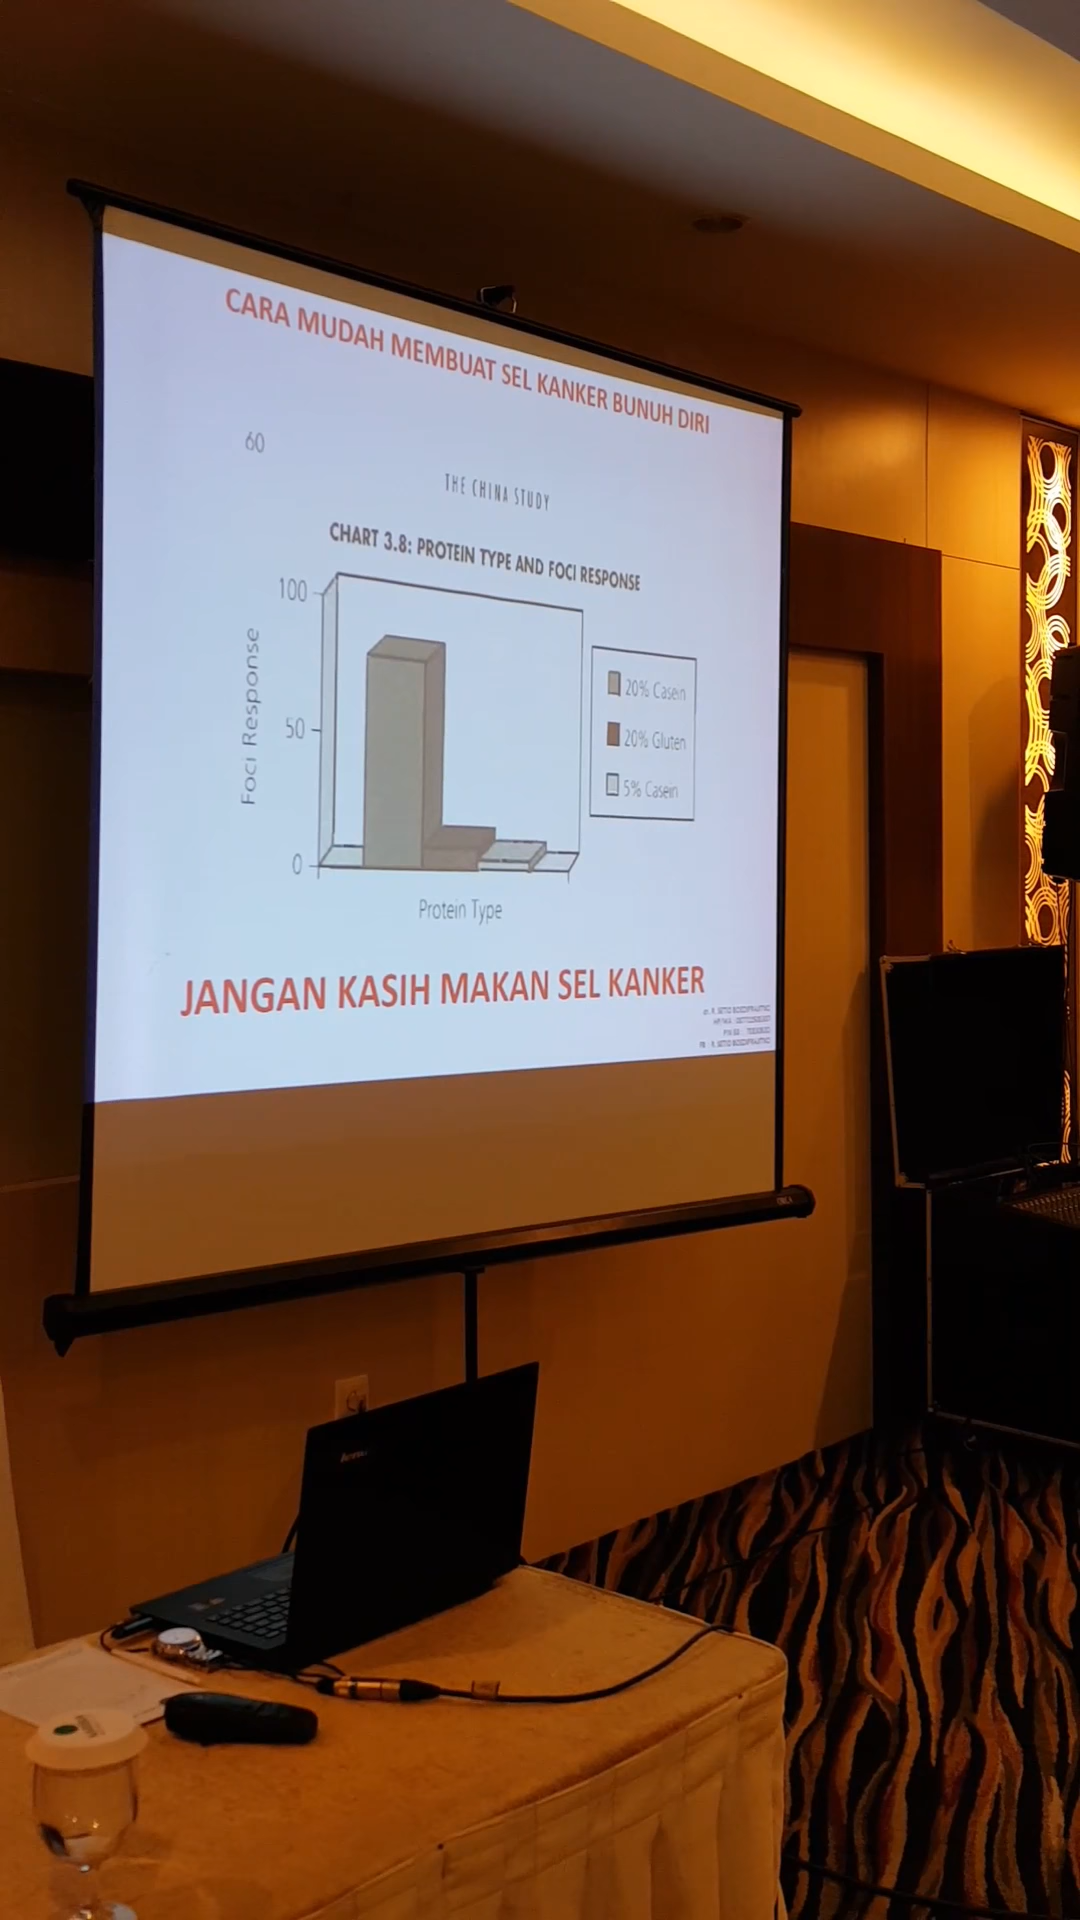 CARA MUDAH MEMBUAT SEL KANKER BUNUH DIRI
60
THE CHINA STUDY
CHART 3.8: PROTEIN TYPE AND FOCI RESPONSE
100
50
0
Foci Response
20% Casein
20% Gluten
5% Casein
Protein Type
JANGAN KASIH MAKAN SEL KANKER